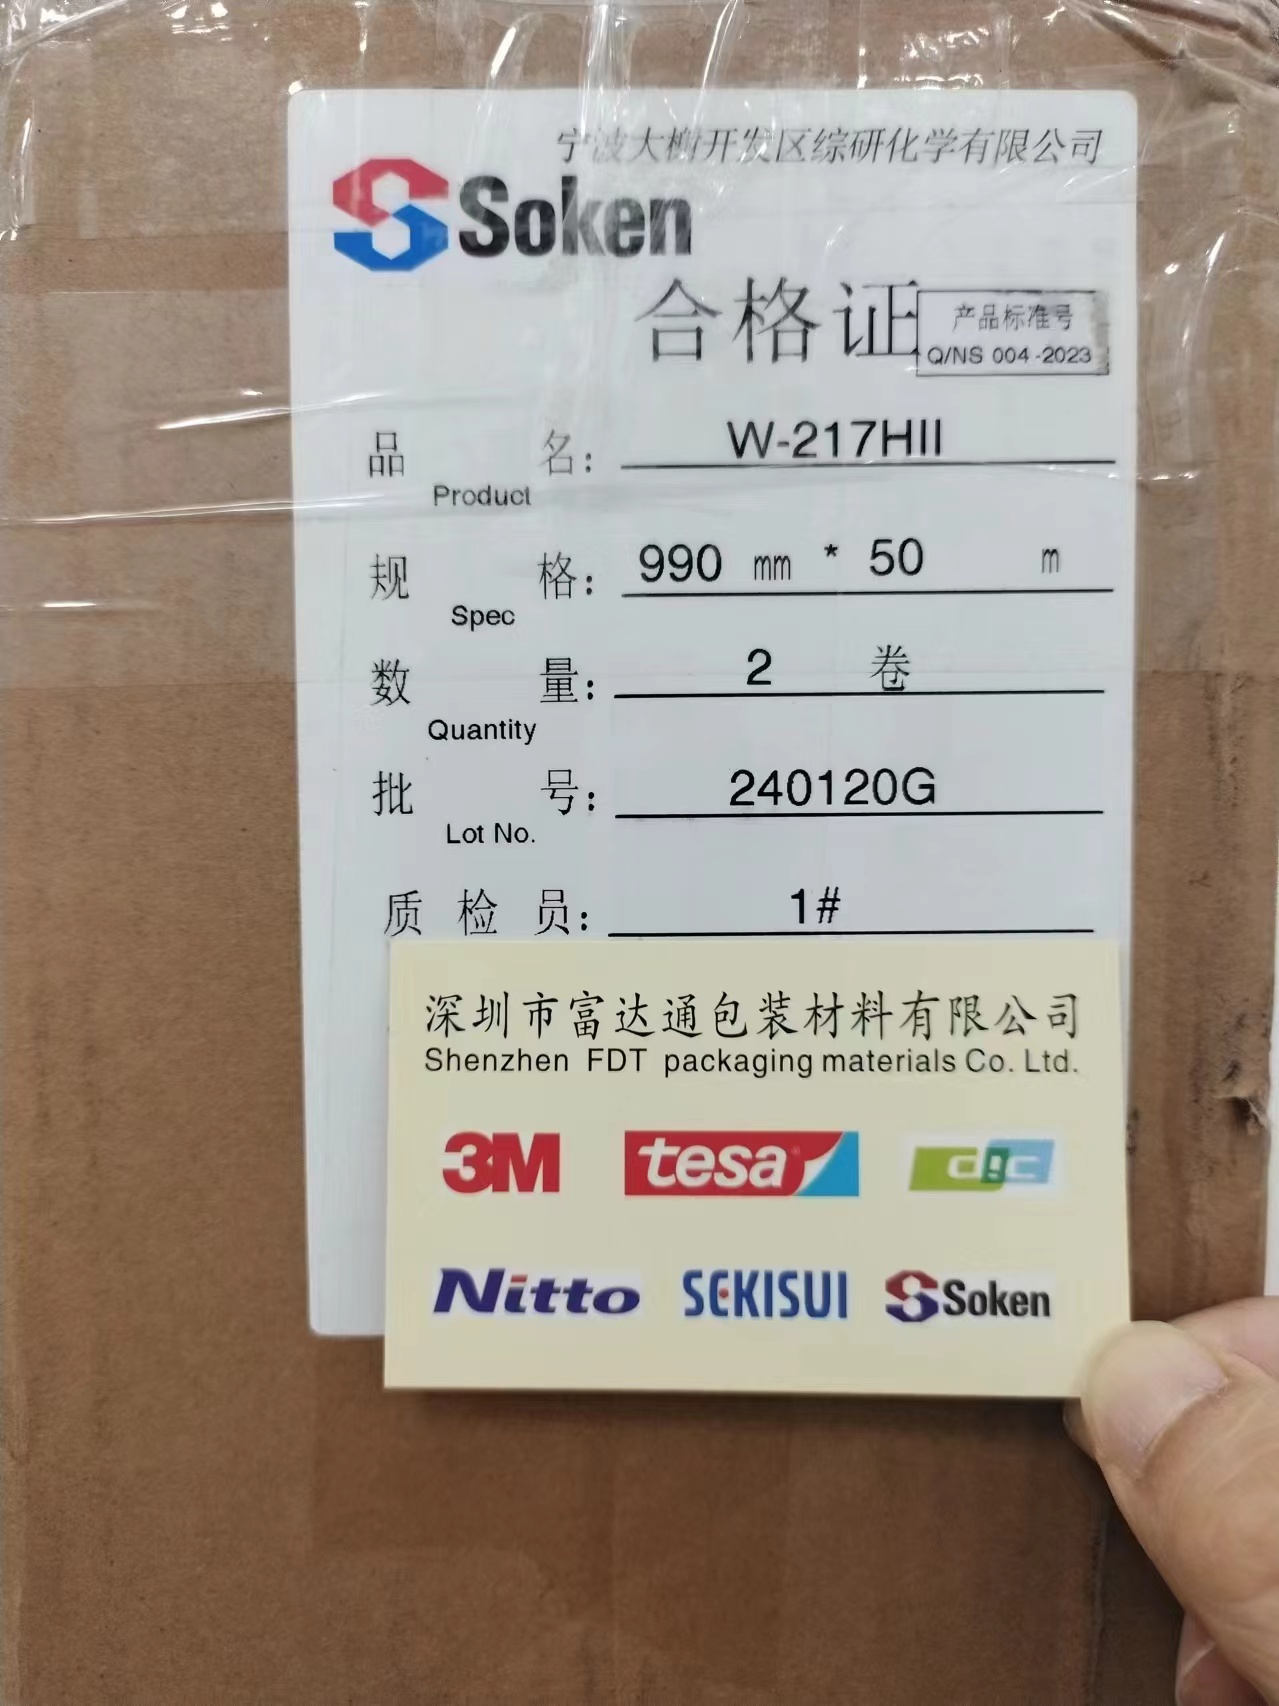 宁波大榭开发区综研化学有限公司
Soken
合格证
产品标准号
Q/NS 004-2023
品 名: W-217HII
Product
规 格: 990 mm * 50 m
Spec
数 量: 2 卷
Quantity
批 号: 240120G
Lot No.
质 检 员: 1#
深圳市富达通包装材料有限公司
Shenzhen FDT packaging materials Co. Ltd.
3M tesa dic
Nitto SEKISUI Soken